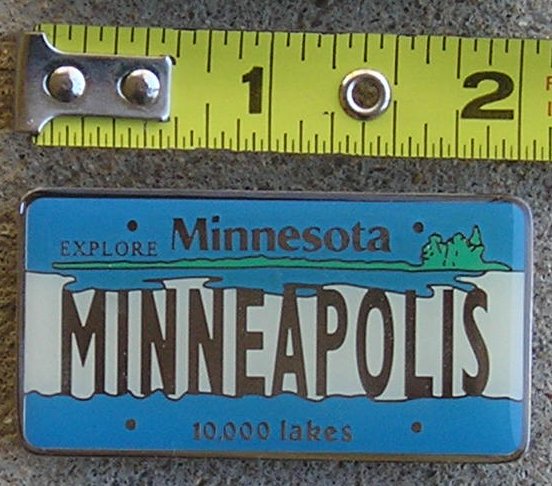 1 2
EXPLORE Minnesota
MINNEAPOLIS
10,000 lakes